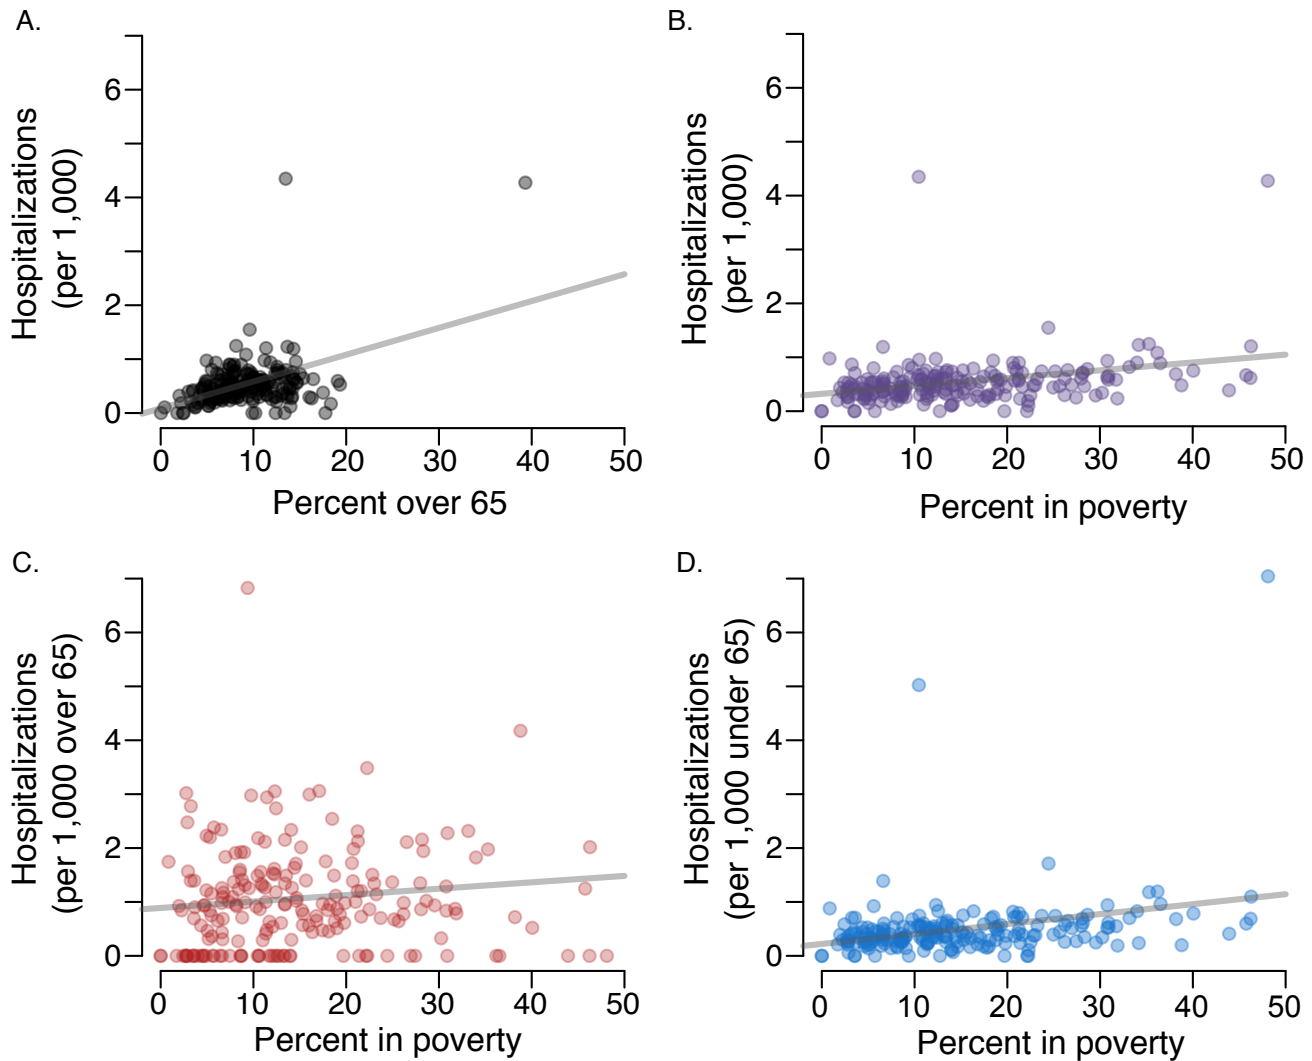 A.
Hospitalizations
(per 1,000)
6
4
2
0
0 10 20 30 40 50
Percent over 65
B.
Hospitalizations
(per 1,000)
6
4
2
0
0 10 20 30 40 50
Percent in poverty
C.
Hospitalizations
(per 1,000 over 65)
6
4
2
0
0 10 20 30 40 50
Percent in poverty
D.
Hospitalizations
(per 1,000 under 65)
6
4
2
0
0 10 20 30 40 50
Percent in poverty